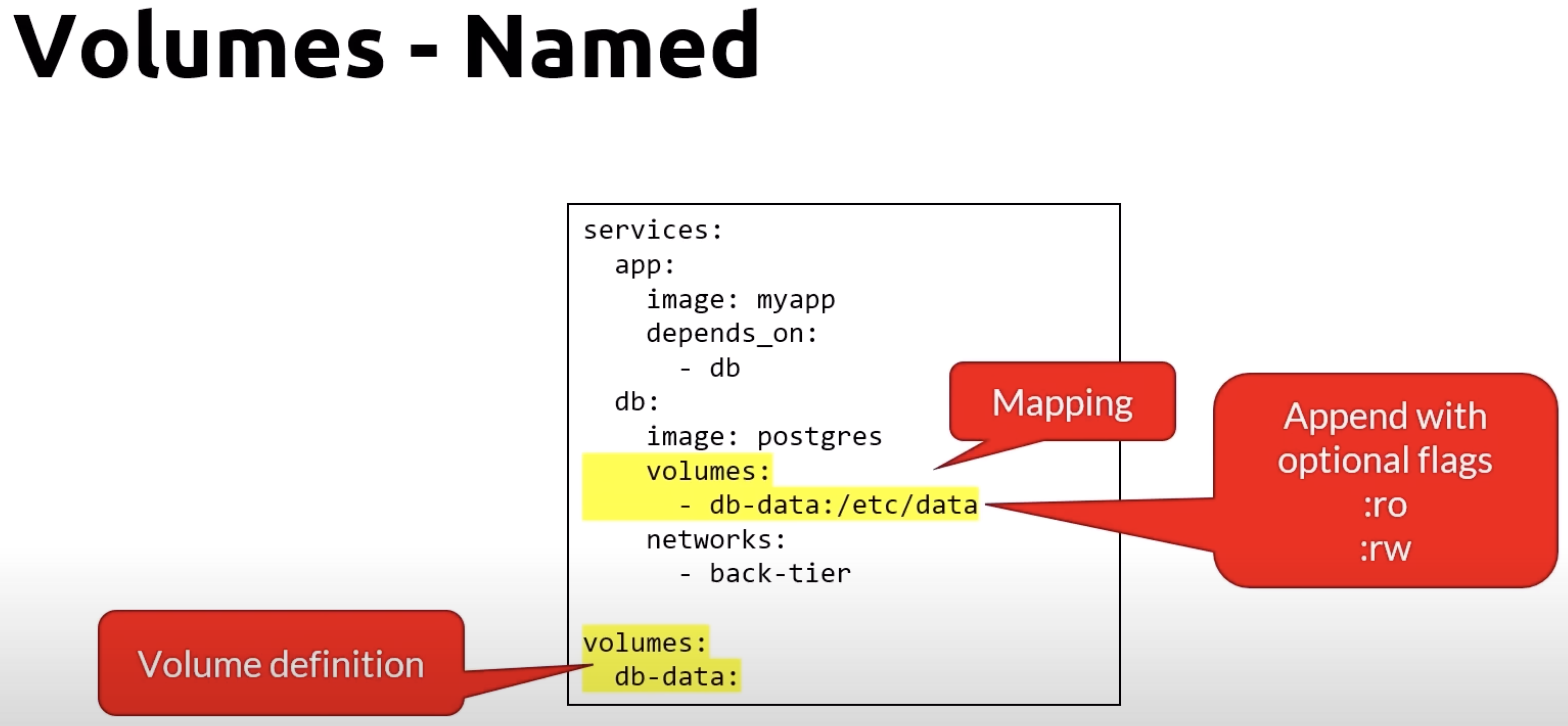 Volumes - Named
services:
  app:
    image: myapp
    depends_on:
      - db
  db:
    image: postgres
    volumes:
      - db-data:/etc/data
    networks:
      - back-tier

volumes:
  db-data:
Mapping
Append with
optional flags
:ro
:rw
Volume definition